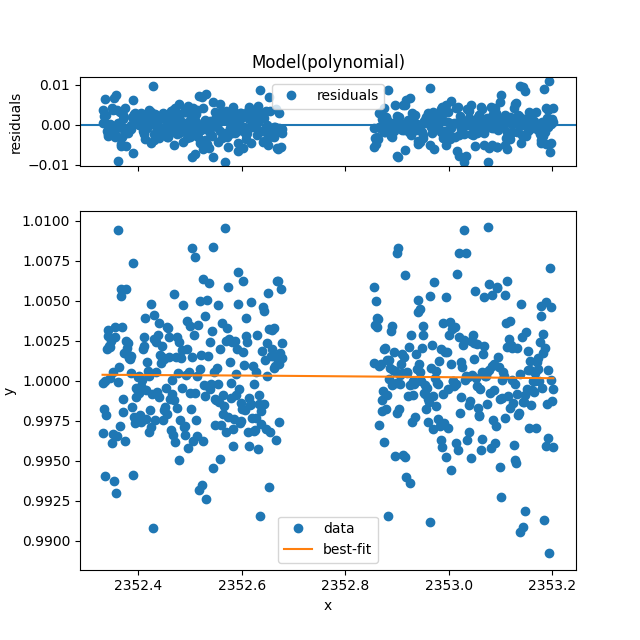 Model(polynomial)
0.01
0.00
−0.01
residuals
residuals
1.0100
1.0075
1.0050
1.0025
1.0000
0.9975
0.9950
0.9925
0.9900
y
data
best-fit
2352.4
2352.6
2352.8
2353.0
2353.2
x